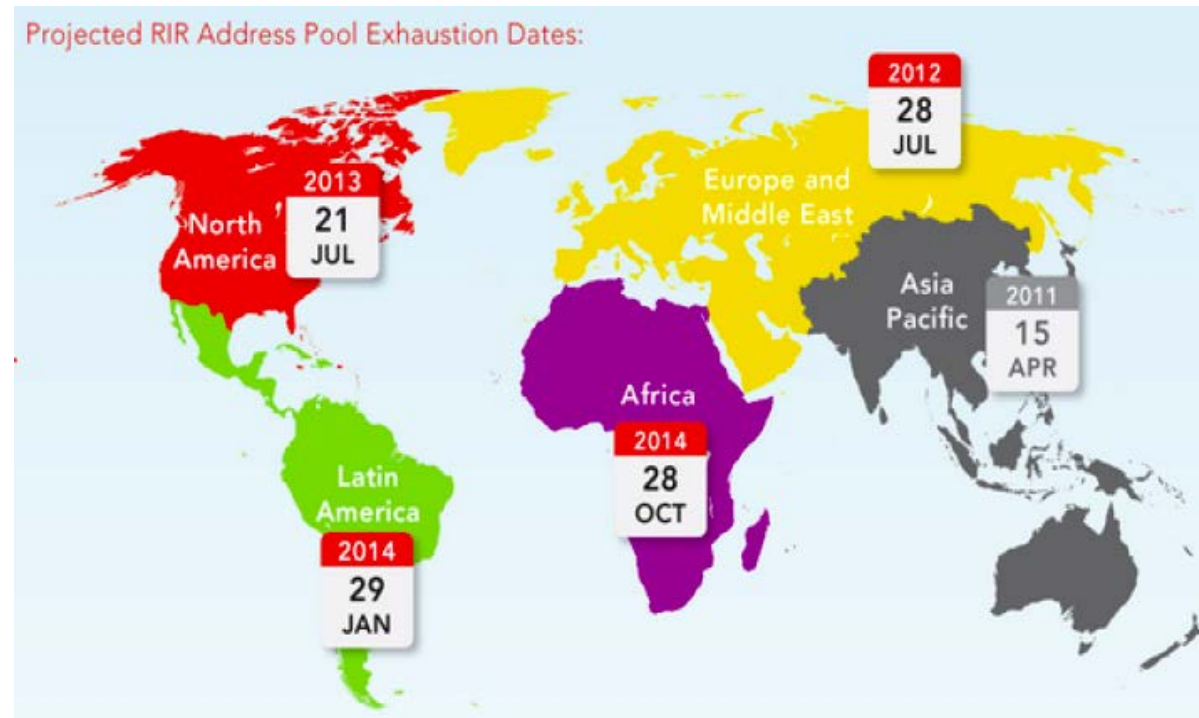 Projected RIR Address Pool Exhaustion Dates:
2012
28
JUL
Europe and
Middle East
2013
21
JUL
North
America
Asia
Pacific
2011
15
APR
Africa
2014
28
OCT
Latin
America
2014
29
JAN